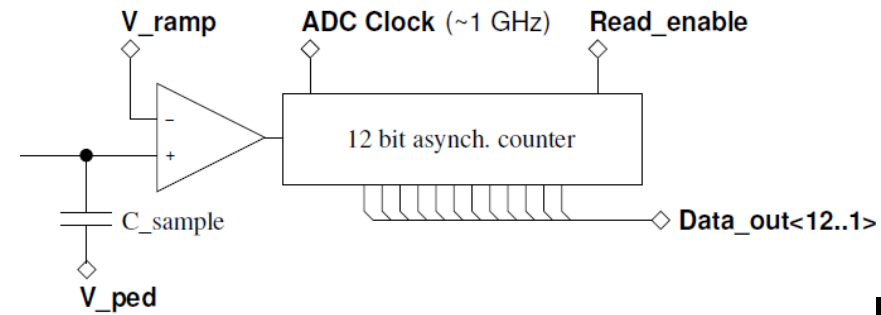 V_ramp
ADC Clock (~1 GHz)
Read_enable
−
+
12 bit asynch. counter
C_sample
Data_out<12..1>
V_ped